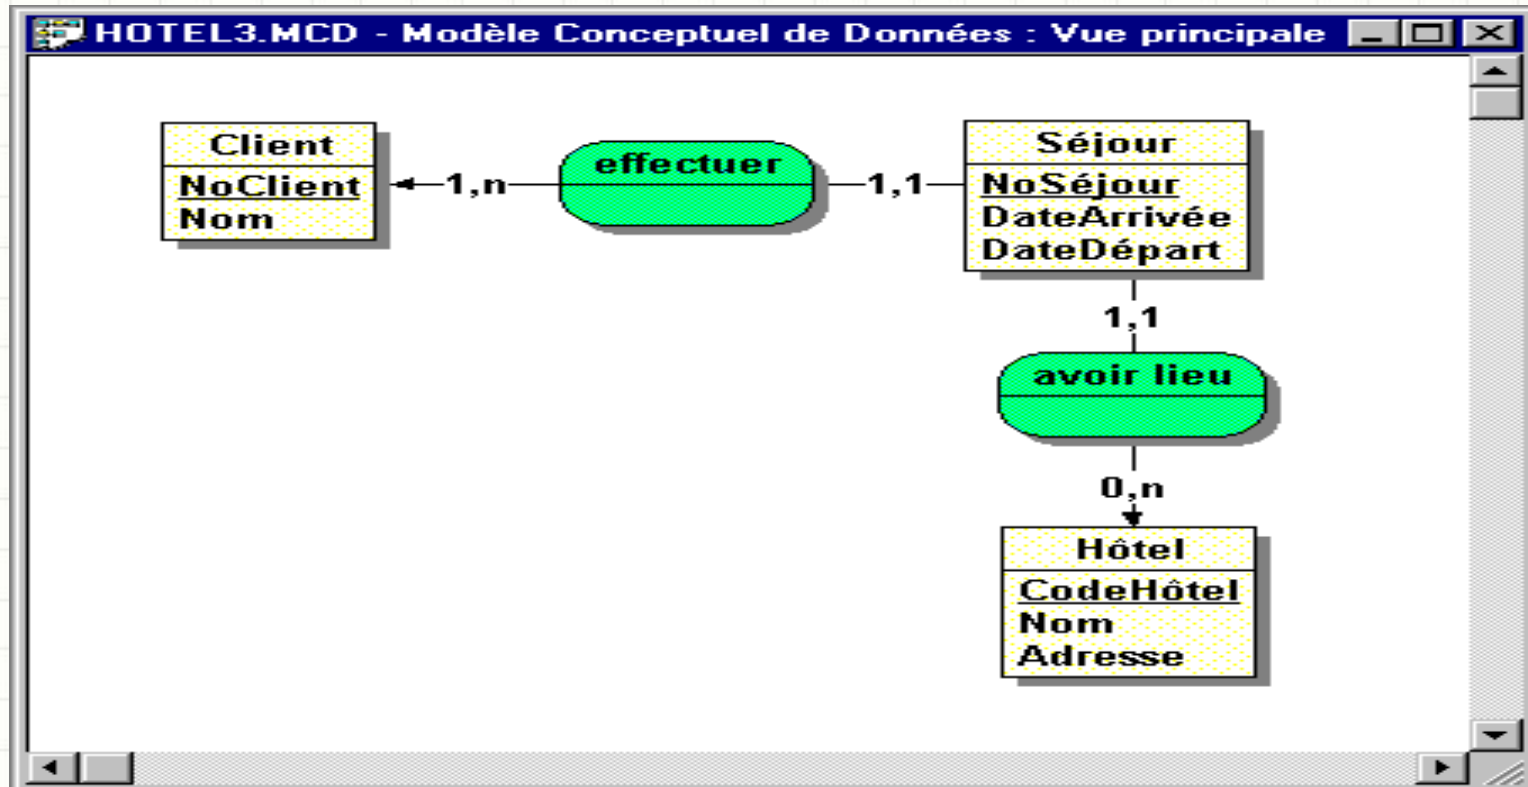 HOTEL3.MCD - Modèle Conceptuel de Données : Vue principale
Client
NoClient
Nom
1,n
effectuer
1,1
Séjour
NoSéjour
DateArrivée
DateDépart
1,1
avoir lieu
0,n
Hôtel
CodeHôtel
Nom
Adresse